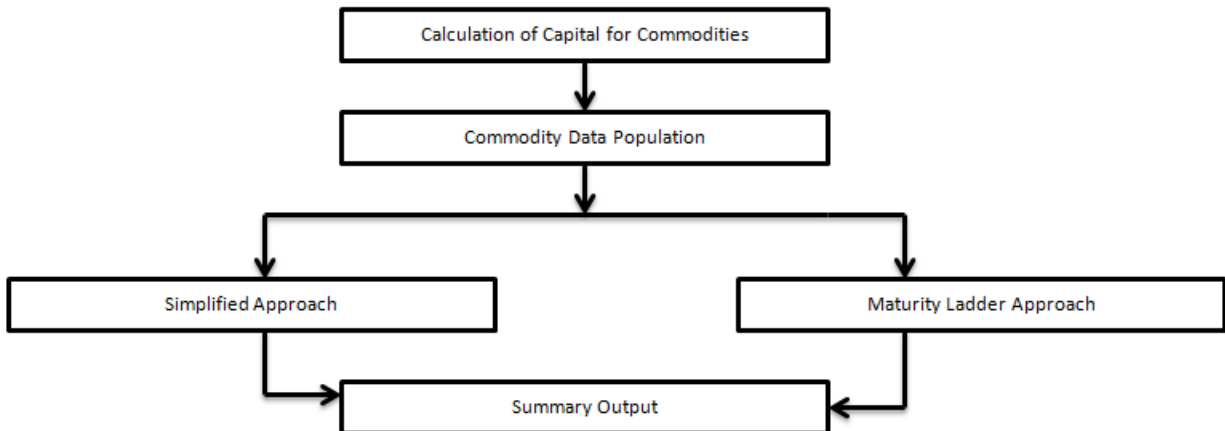 Calculation of Capital for Commodities
Commodity Data Population
Simplified Approach
Maturity Ladder Approach
Summary Output